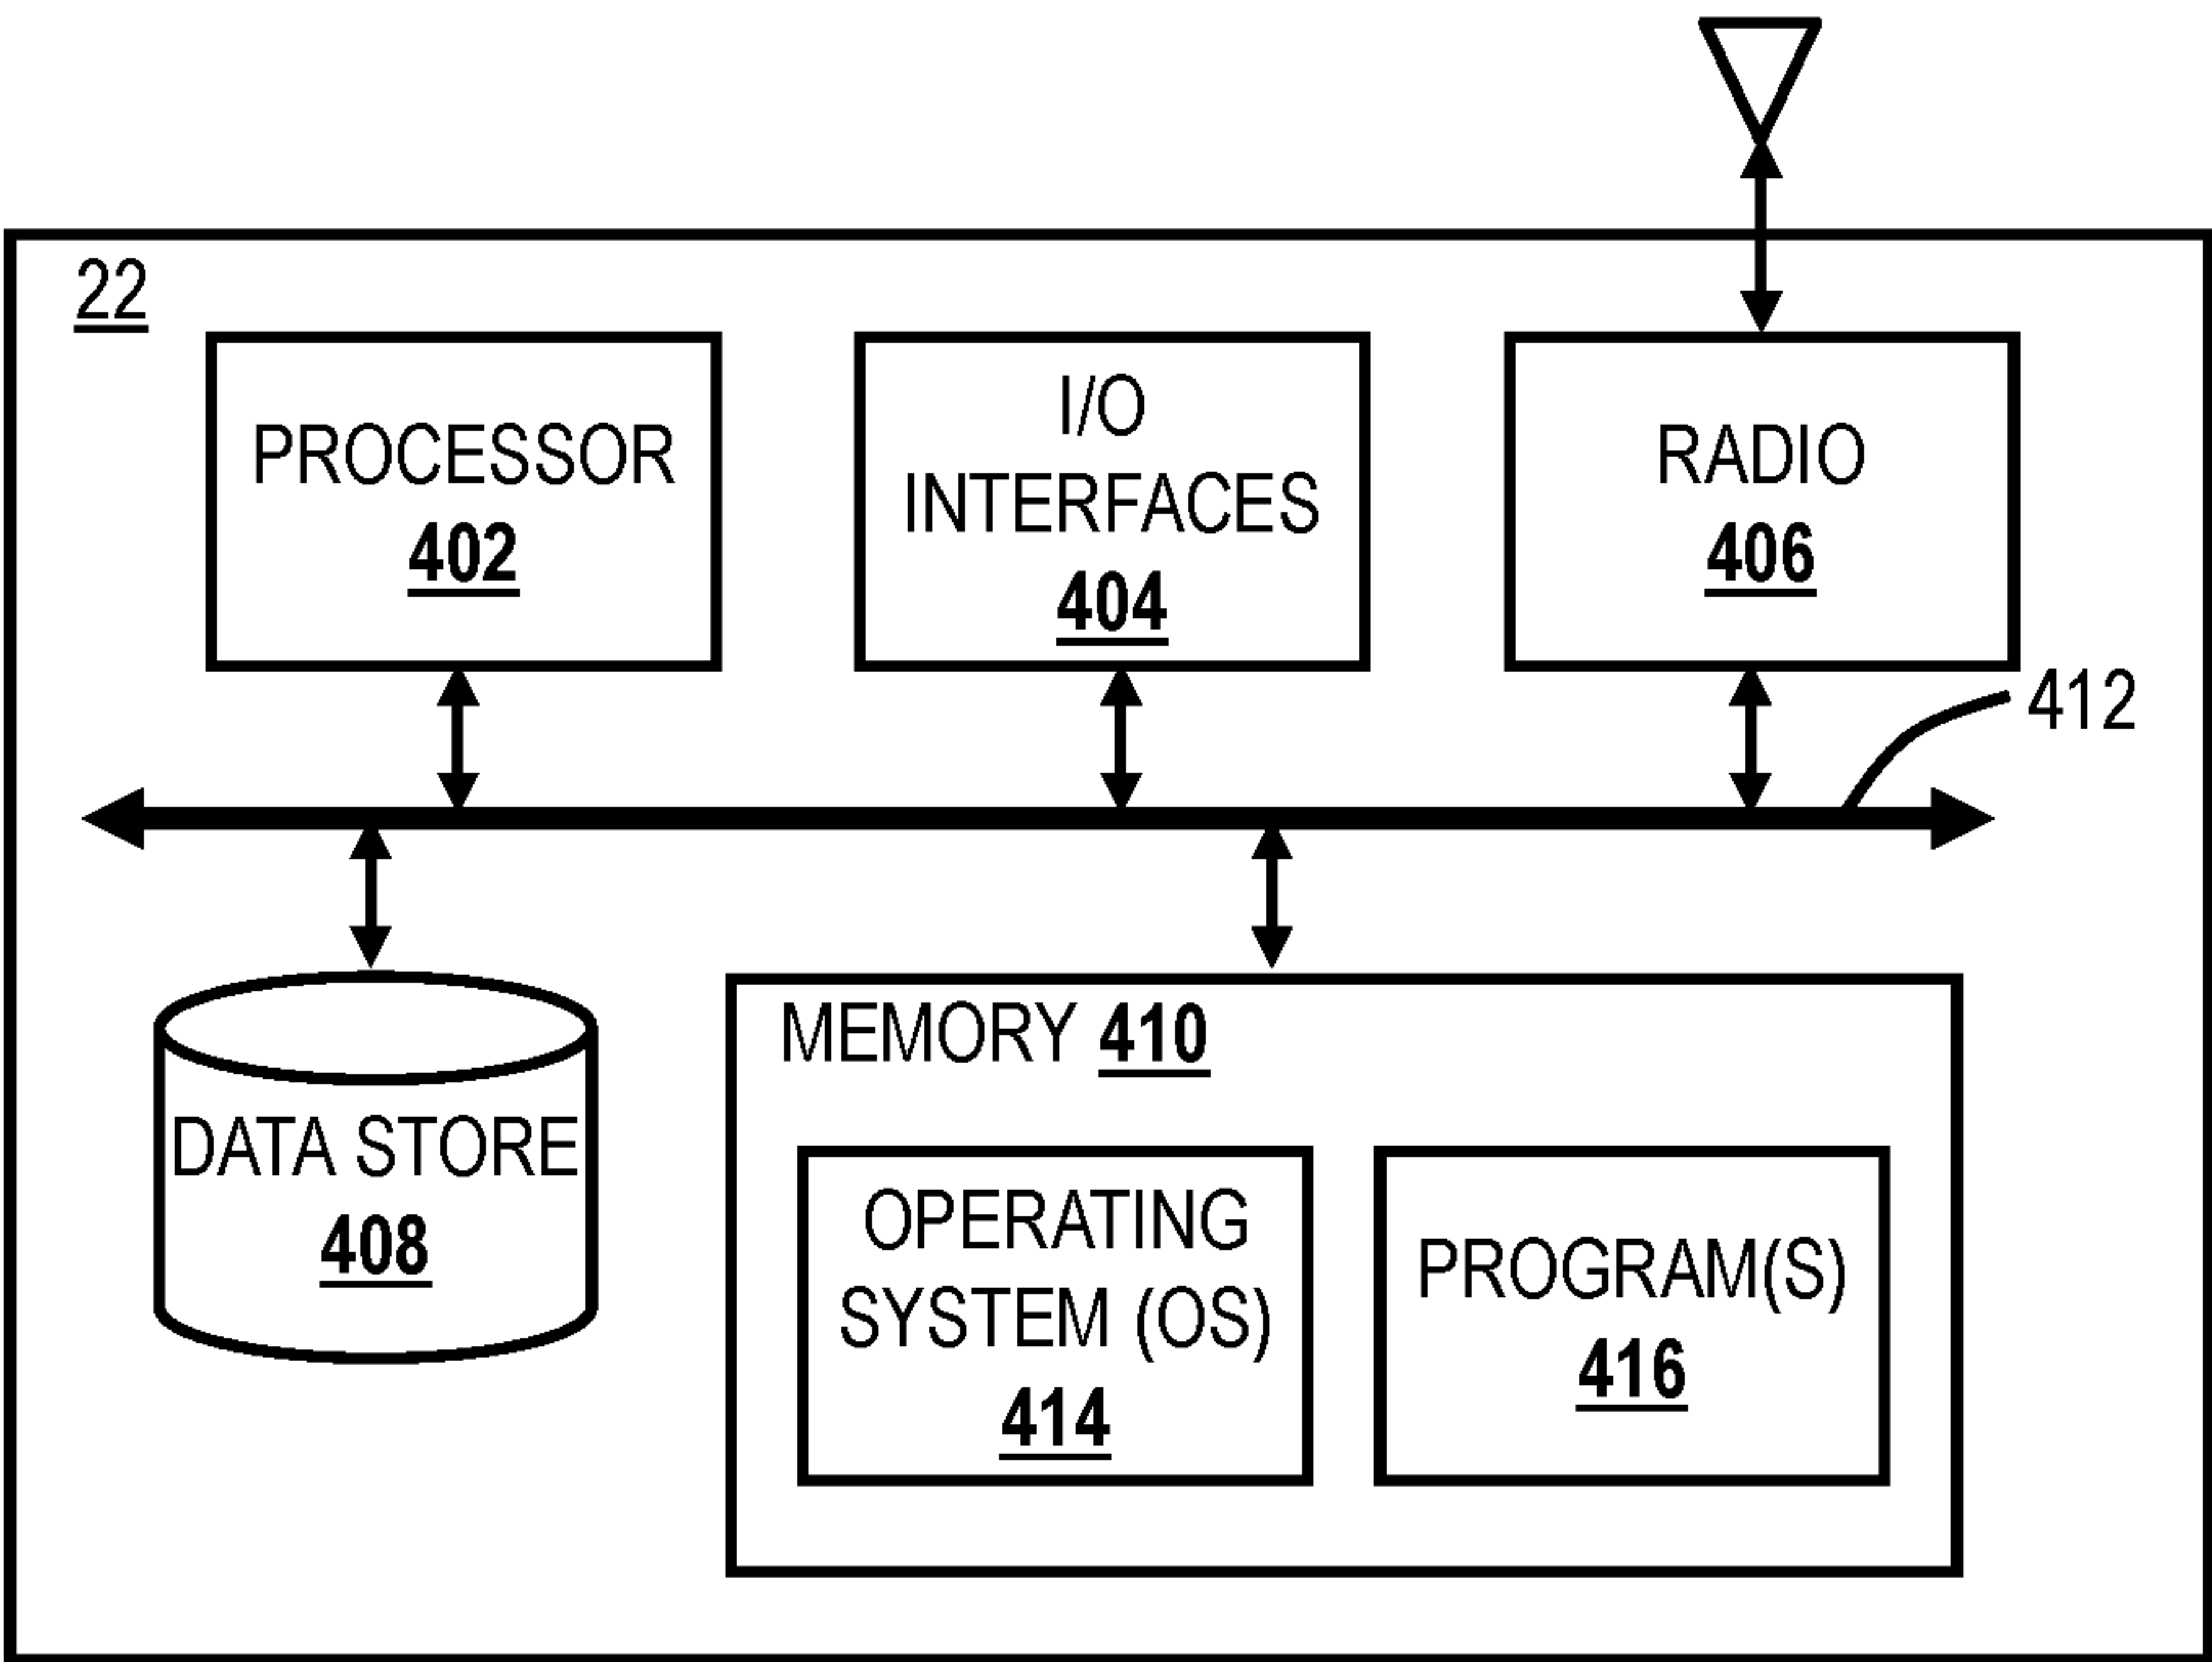 22
PROCESSOR
402
I/O
INTERFACES
404
RADIO
406
412
DATA STORE
408
MEMORY 410
OPERATING
SYSTEM (OS)
414
PROGRAM(S)
416